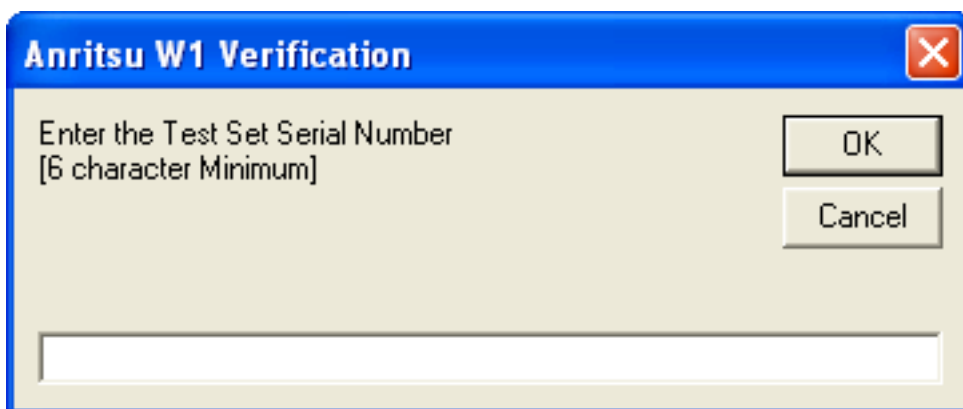 Anritsu W1 Verification
Enter the Test Set Serial Number
[6 character Minimum]
OK
Cancel